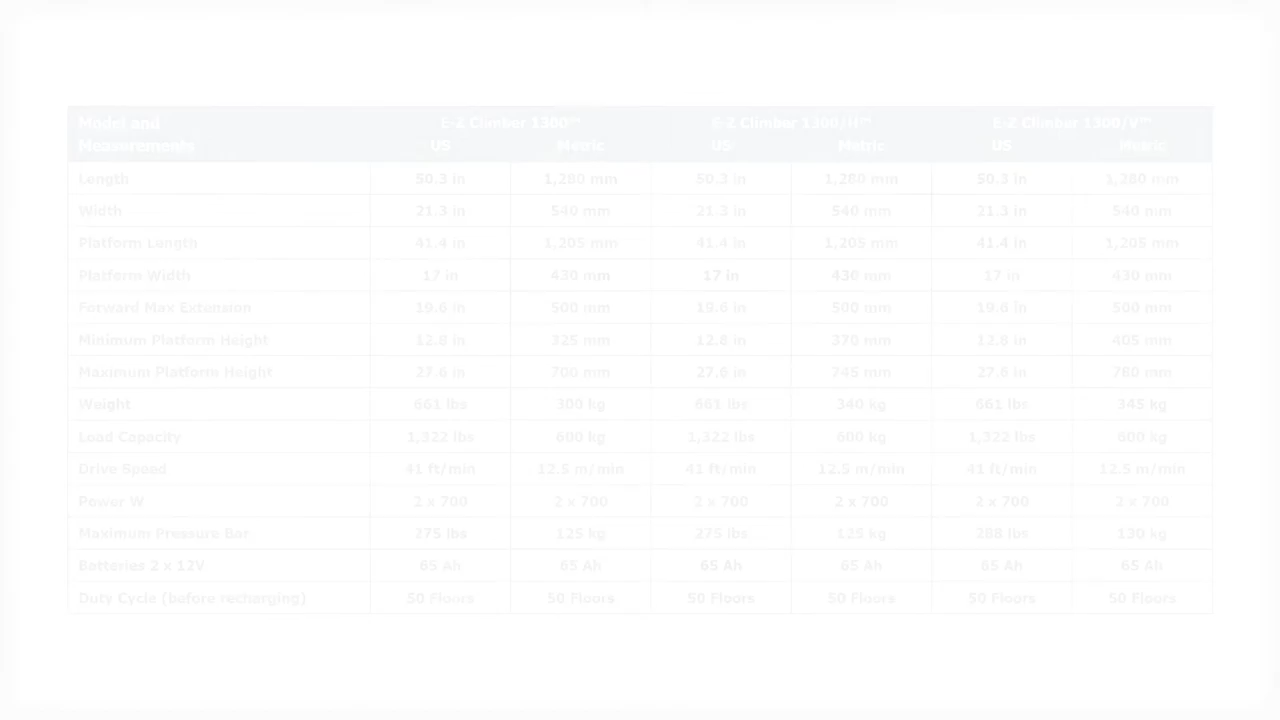 Model and Measurements E-Z Climber 1300™ E-Z Climber 1300/H™ E-Z Climber 1300/V™
US Metric US Metric US Metric
Length 50.3 in 1,280 mm 50.3 in 1,280 mm 50.3 in 1,280 mm
Width 21.3 in 540 mm 21.3 in 540 mm 21.3 in 540 mm
Platform Length 41.4 in 1,205 mm 41.4 in 1,205 mm 41.4 in 1,205 mm
Platform Width 17 in 430 mm 17 in 430 mm 17 in 430 mm
Forward Max Extension 19.6 in 500 mm 19.6 in 500 mm 19.6 in 500 mm
Minimum Platform Height 12.8 in 325 mm 12.8 in 370 mm 12.8 in 405 mm
Maximum Platform Height 27.6 in 700 mm 27.6 in 745 mm 27.6 in 780 mm
Weight 661 lbs 300 kg 661 lbs 340 kg 661 lbs 345 kg
Load Capacity 1,322 lbs 600 kg 1,322 lbs 600 kg 1,322 lbs 600 kg
Drive Speed 41 ft/min 12.5 m/min 41 ft/min 12.5 m/min 41 ft/min 12.5 m/min
Power W 2 x 700 2 x 700 2 x 700 2 x 700 2 x 700 2 x 700
Maximum Pressure Bar 275 lbs 125 kg 275 lbs 125 kg 288 lbs 130 kg
Batteries 2 x 12V 65 Ah 65 Ah 65 Ah 65 Ah 65 Ah 65 Ah
Duty Cycle (before recharging) 50 Floors 50 Floors 50 Floors 50 Floors 50 Floors 50 Floors